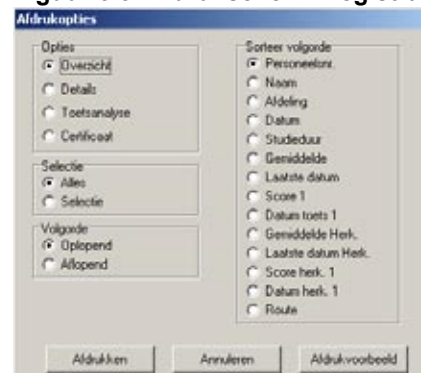 Afdrukopties
Opties
Overzicht
Details
Toetsanalyse
Certificaat
Selectie
Alles
Selectie
Volgorde
Oplopend
Aflopend
Sorteer volgorde
Personeelsnr.
Naam
Afdeling
Datum
Studieduur
Gemiddelde
Laatste datum
Score 1
Datum toets 1
Gemiddelde Herk.
Laatste datum Herk.
Score herk. 1
Datum herk. 1
Route
Afdrukken
Annuleren
Afdrukvoorbeeld